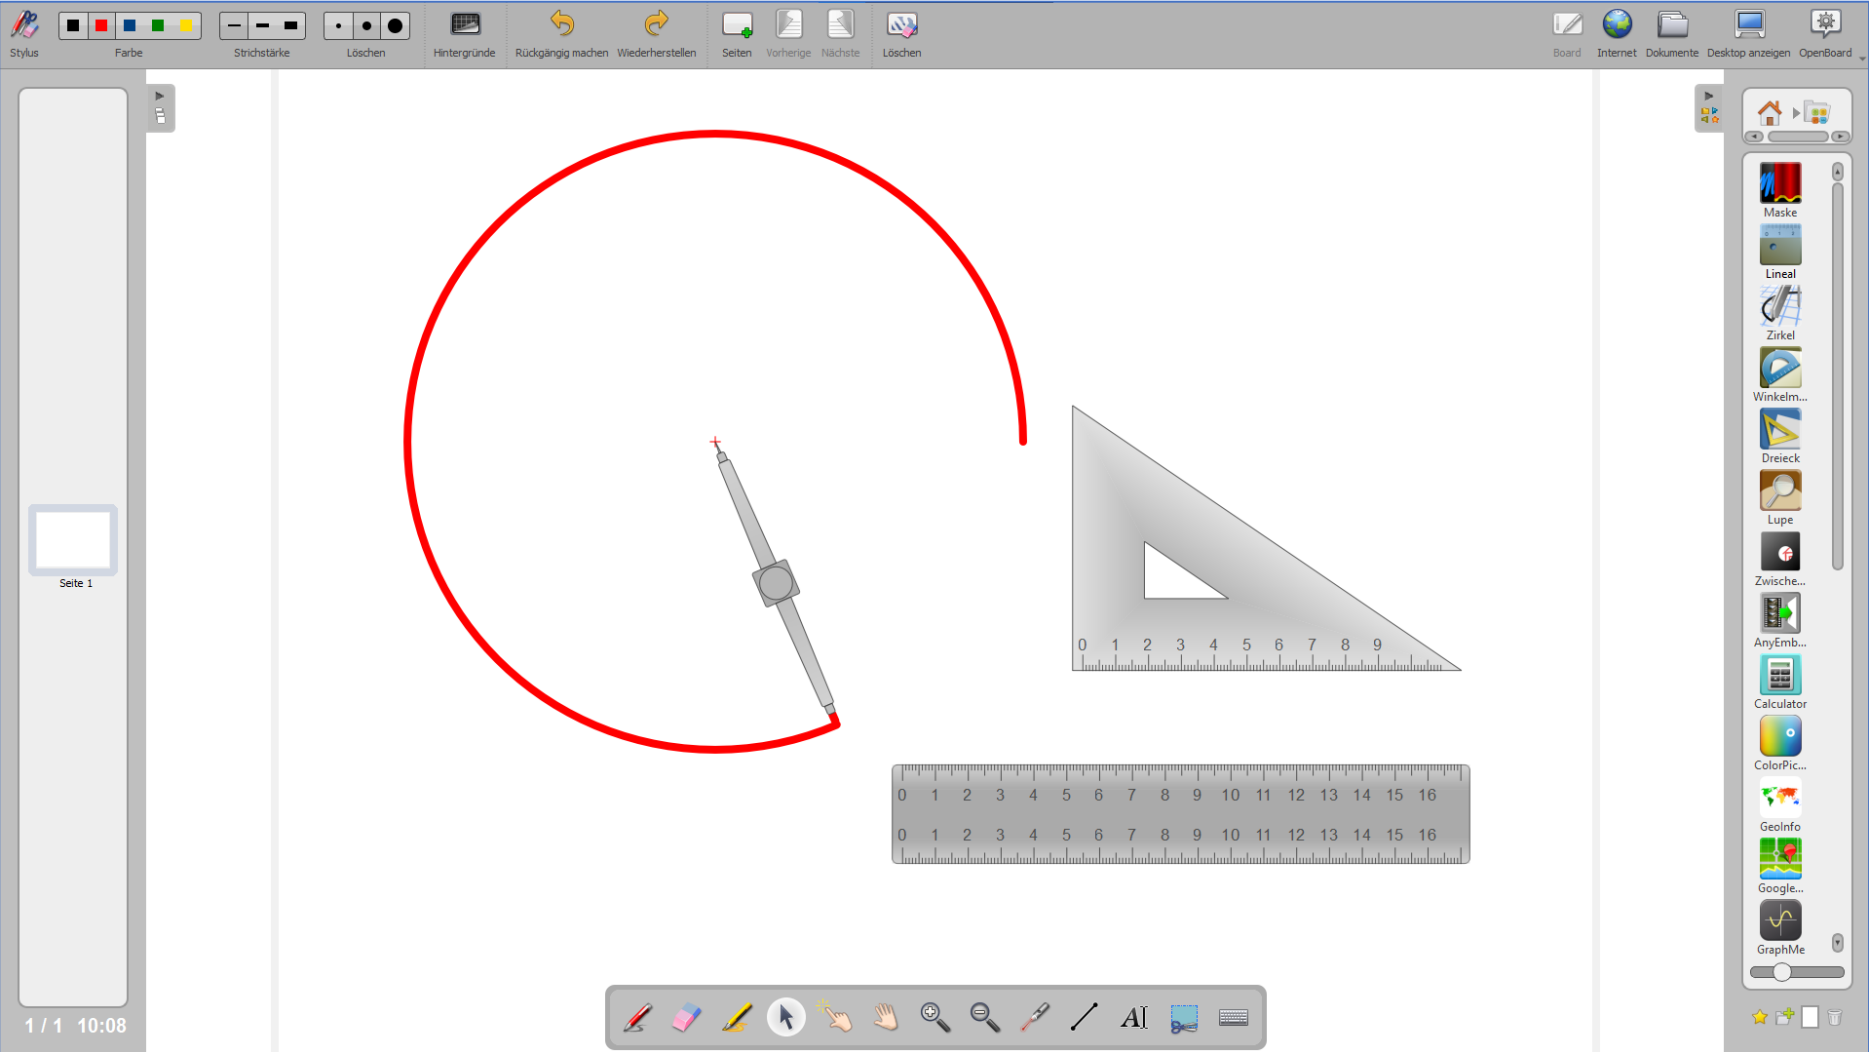 Stylus Farbe Strichstärke Löschen Hintergründe Rückgängig machen Wiederherstellen Seiten Vorherige Nächste Löschen Board Internet Dokumente Desktop anzeigen OpenBoard
Maske
Lineal
Zirkel
Winkelm...
Dreieck
Lupe
Zwische...
AnyEmb...
Calculator
ColorPic...
GeoInfo
Google...
GraphMe
Seite 1
0 1 2 3 4 5 6 7 8 9
0 1 2 3 4 5 6 7 8 9 10 11 12 13 14 15 16
0 1 2 3 4 5 6 7 8 9 10 11 12 13 14 15 16
1 / 1 10:08